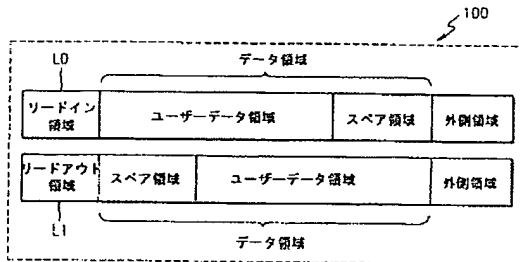 100
L0
データ領域
リードイン
領域
ユーザーデータ領域
スペア領域
外側領域
リードアウト
領域
スペア領域
ユーザーデータ領域
外側領域
L1
データ領域